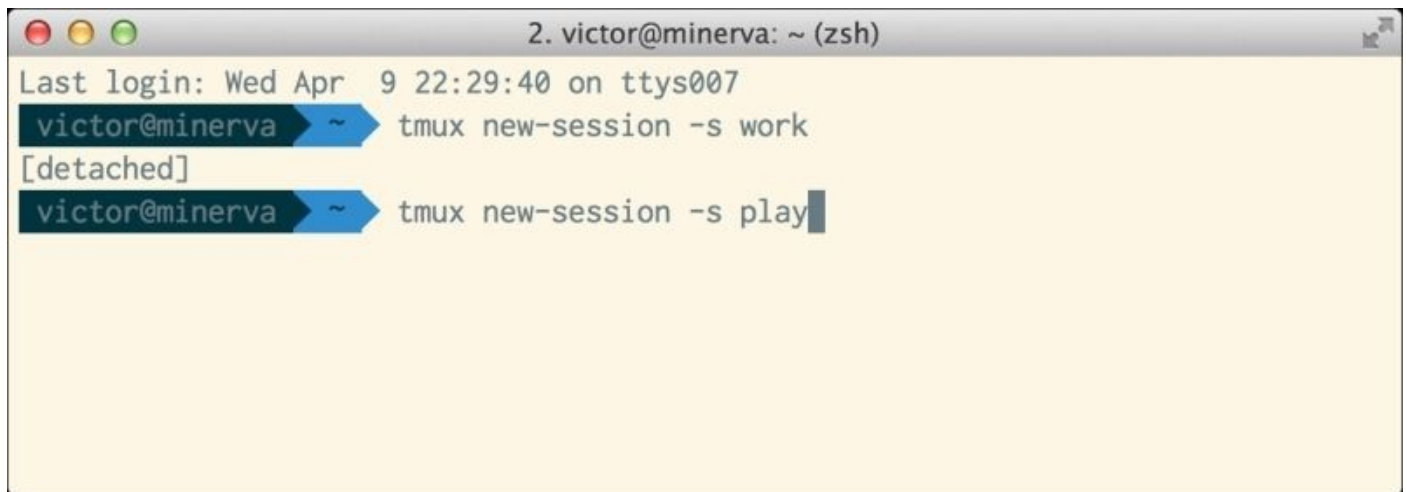 2. victor@minerva: ~ (zsh)
Last login: Wed Apr  9 22:29:40 on ttys007
victor@minerva ~ tmux new-session -s work
[detached]
victor@minerva ~ tmux new-session -s play